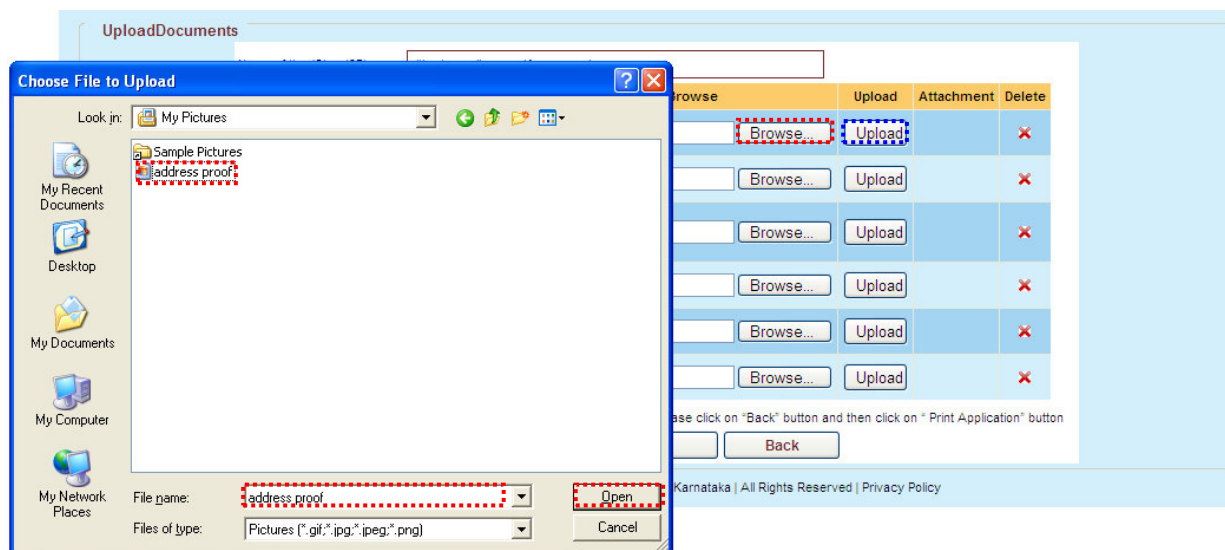 UploadDocuments
Choose File to Upload
Look in: My Pictures
Sample Pictures
address proof
My Recent
Documents
Desktop
My Documents
My Computer
My Network
Places
File name: address proof Open
Files of type: Pictures (*.gif;*.jpg;*.jpeg;*.png) Cancel
Browse Upload Attachment Delete
Browse... Upload
Browse... Upload
Browse... Upload
Browse... Upload
Browse... Upload
Browse... Upload
click on "Back" button and then click on " Print Application" button
Back
Karnataka | All Rights Reserved | Privacy Policy